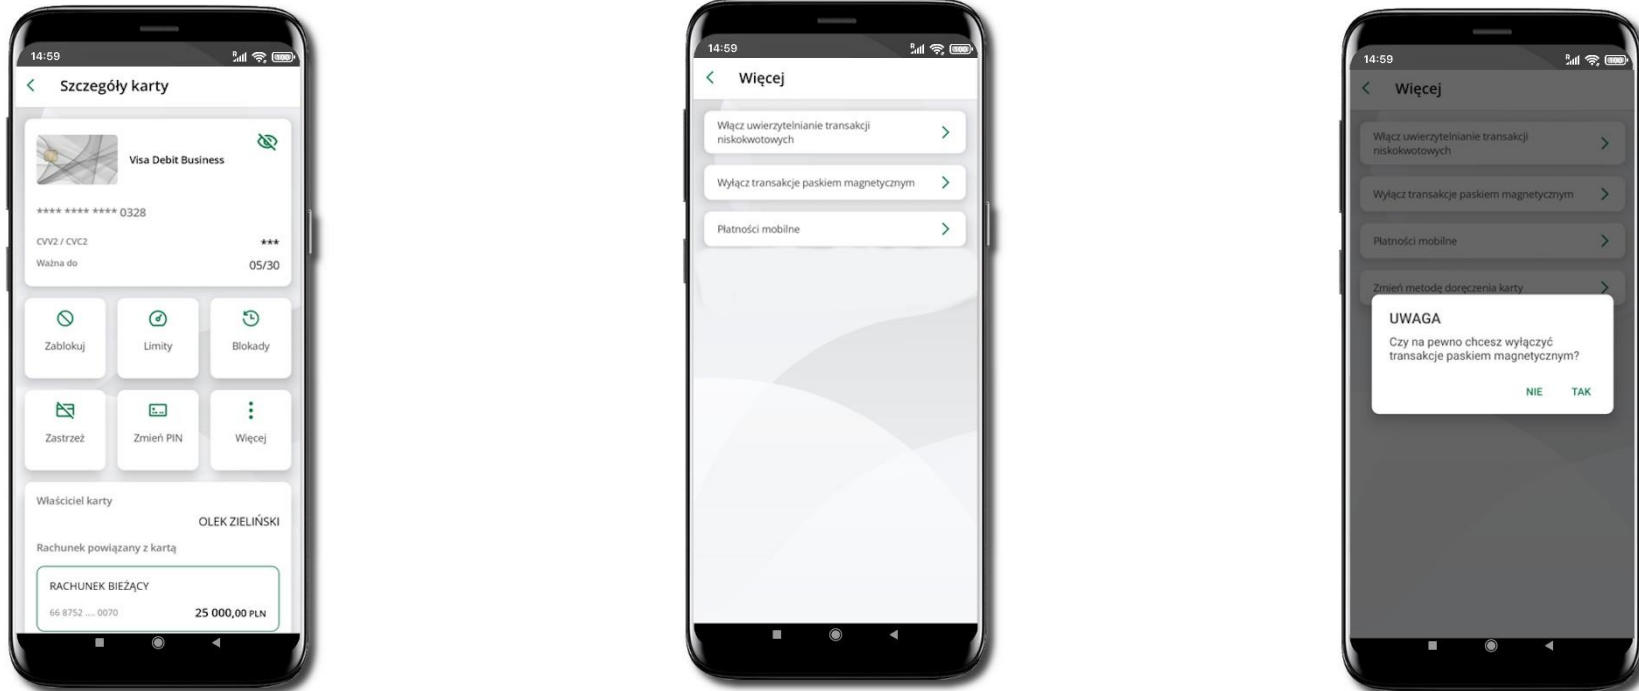 14:59
Szczegóły karty
Visa Debit Business
**** **** **** 0328
CVV2 / CVC2 ***
Ważna do 05/30
Zablokuj Limity Blokady
Zastrzeż Zmień PIN Więcej
Właściciel karty
OLEK ZIELIŃSKI
Rachunek powiązany z kartą
RACHUNEK BIEŻĄCY
66 8752 .... 0070 25 000,00 PLN
14:59
Więcej
Włącz uwierzytelnianie transakcji
niskokwotowych
Wyłącz transakcje paskiem magnetycznym
Płatności mobilne
14:59
Więcej
Włącz uwierzytelnianie transakcji
niskokwotowych
Wyłącz transakcje paskiem magnetycznym
Płatności mobilne
Zmień metodę doręczenia karty
UWAGA
Czy na pewno chcesz wyłączyć
transakcje paskiem magnetycznym?
NIE TAK